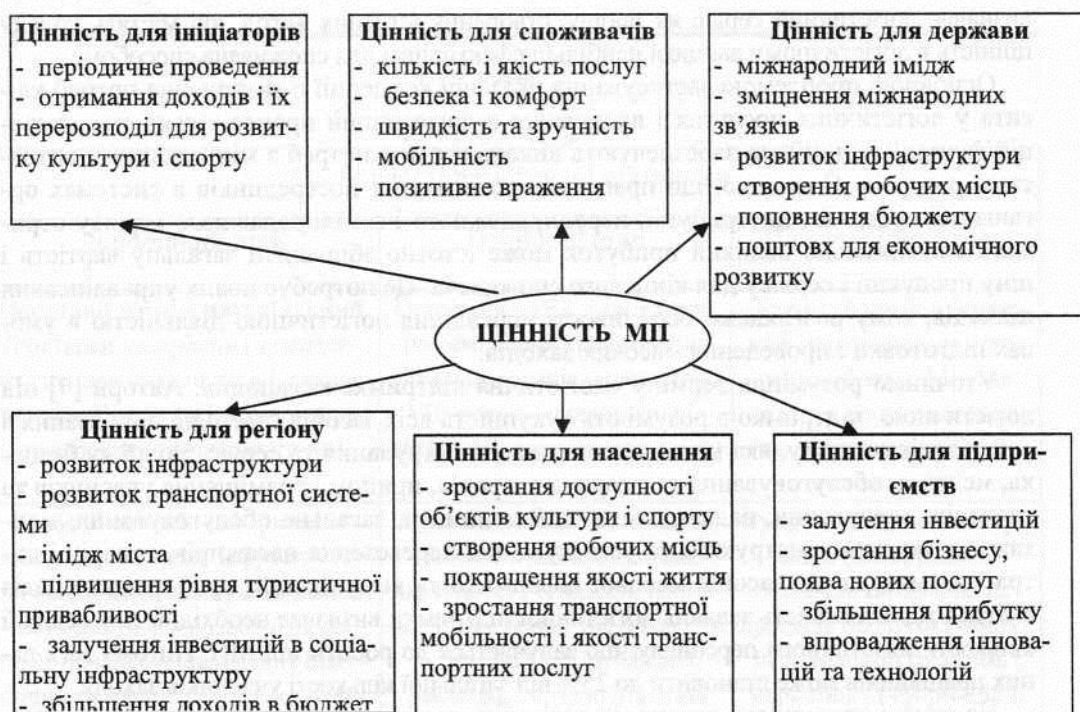 Цінність для ініціаторів
- періодичне проведення
- отримання доходів і їх
перерозподіл для розвит-
ку культури і спорту
Цінність для споживачів
- кількість і якість послуг
- безпека і комфорт
- швидкість та зручність
- мобільність
- позитивне враження
Цінність для держави
- міжнародний імідж
- зміцнення міжнародних
зв’язків
- розвиток інфраструктури
- створення робочих місць
- поповнення бюджету
- поштовх для економічного
розвитку
ЦІННІСТЬ МП
Цінність для регіону
- розвиток інфраструктури
- розвиток транспортної систе-
ми
- імідж міста
- підвищення рівня туристичної
привабливості
- залучення інвестицій в соціа-
льну інфраструктуру
- збільшення доходів в бюджет
Цінність для населення
- зростання доступності
об’єктів культури і спорту
- створення робочих місць
- покращення якості життя
- зростання транспортної
мобільності і якості транс-
портних послуг
Цінність для підпри-
ємств
- залучення інвестицій
- зростання бізнесу,
поява нових послуг
- збільшення прибутку
- впровадження іннова-
цій та технологій